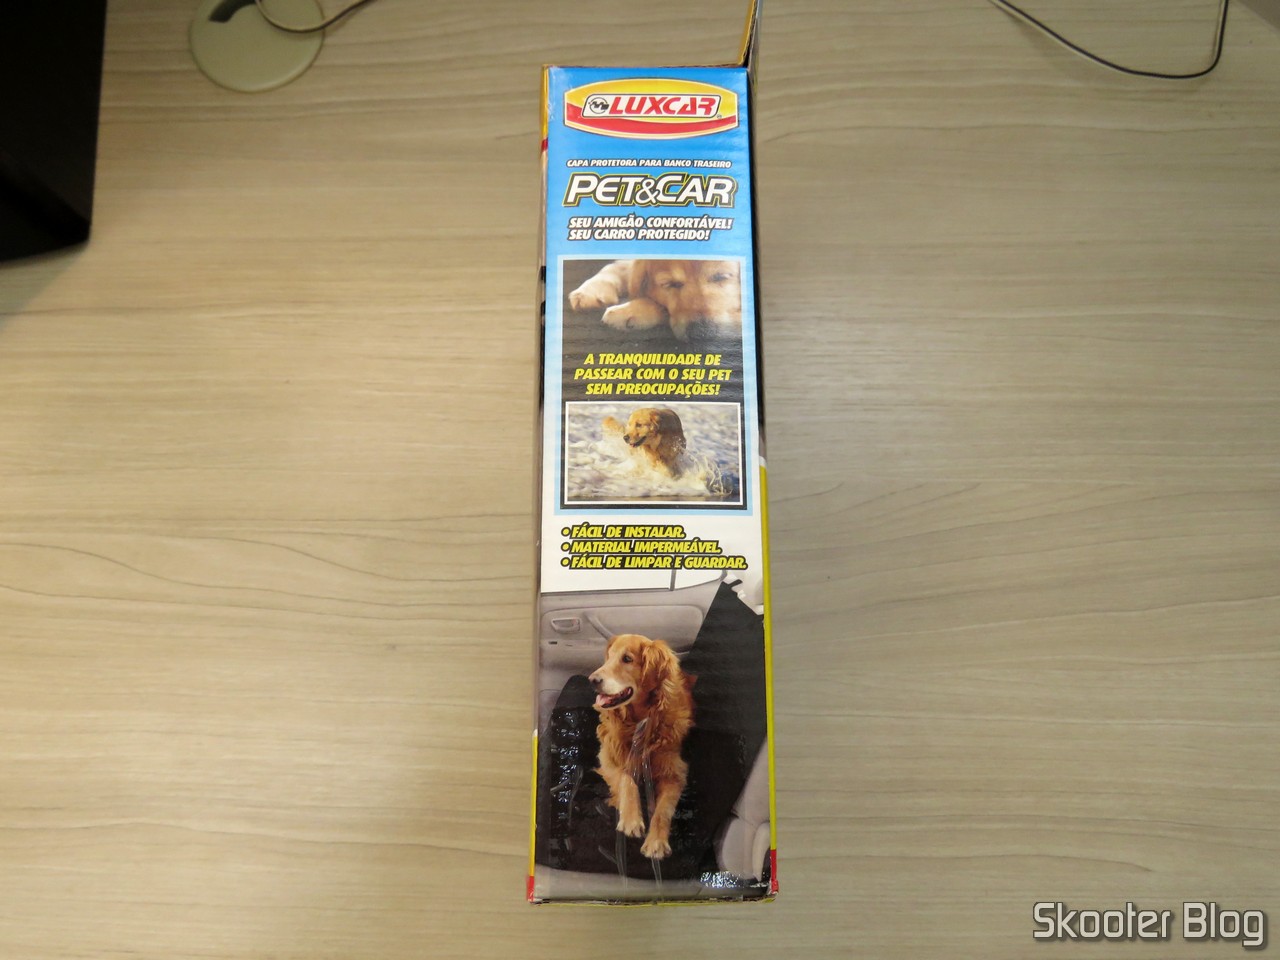 LUXCAR
CAPA PROTETORA PARA BANCO TRASEIRO
PET&CAR
SEU AMIGÃO CONFORTÁVEL!
SEU CARRO PROTEGIDO!
A TRANQUILIDADE DE
PASSEAR COM O SEU PET
SEM PREOCUPAÇÕES!
• FÁCIL DE INSTALAR.
• MATERIAL IMPERMEÁVEL.
• FÁCIL DE LIMPAR E GUARDAR.
Skooter Blog